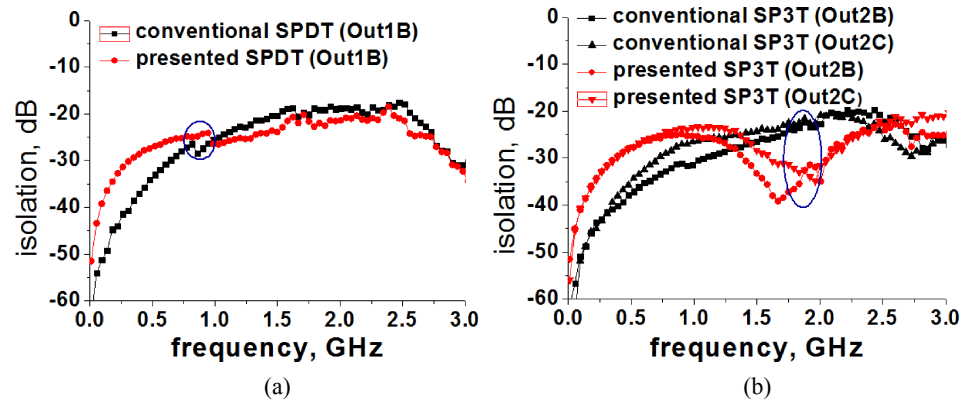 (a)
conventional SPDT (Out1B)
presented SPDT (Out1B)
isolation, dB
0
-10
-20
-30
-40
-50
-60
0.0 0.5 1.0 1.5 2.0 2.5 3.0
frequency, GHz
(a)
(b)
conventional SP3T (Out2B)
conventional SP3T (Out2C)
presented SP3T (Out2B)
presented SP3T (Out2C)
isolation, dB
0
-10
-20
-30
-40
-50
-60
0.0 0.5 1.0 1.5 2.0 2.5 3.0
frequency, GHz
(b)